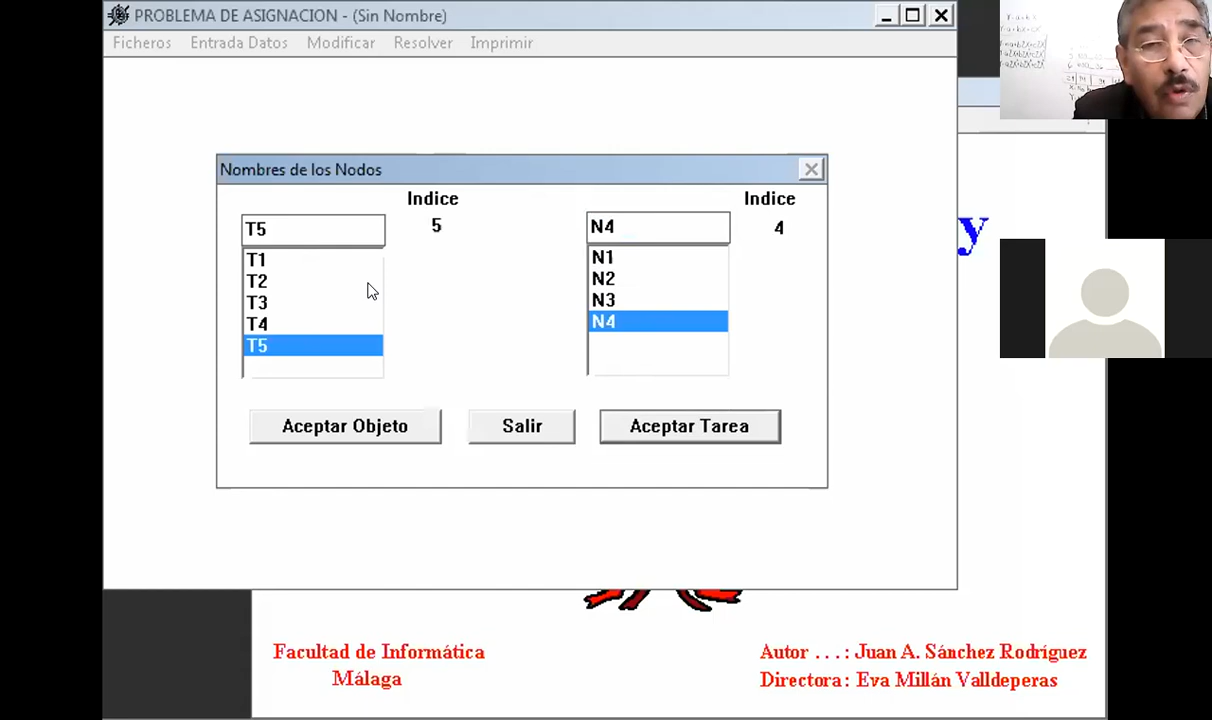 PROBLEMA DE ASIGNACION - (Sin Nombre)
Ficheros Entrada Datos Modificar Resolver Imprimir
Nombres de los Nodos
Indice Indice
T5 5 N4 4
T1 N1
T2 N2
T3 N3
T4 N4
T5
Aceptar Objeto Salir Aceptar Tarea
y
Facultad de Informática
Málaga
Autor . . . : Juan A. Sánchez Rodríguez
Directora : Eva Millán Valldeperas